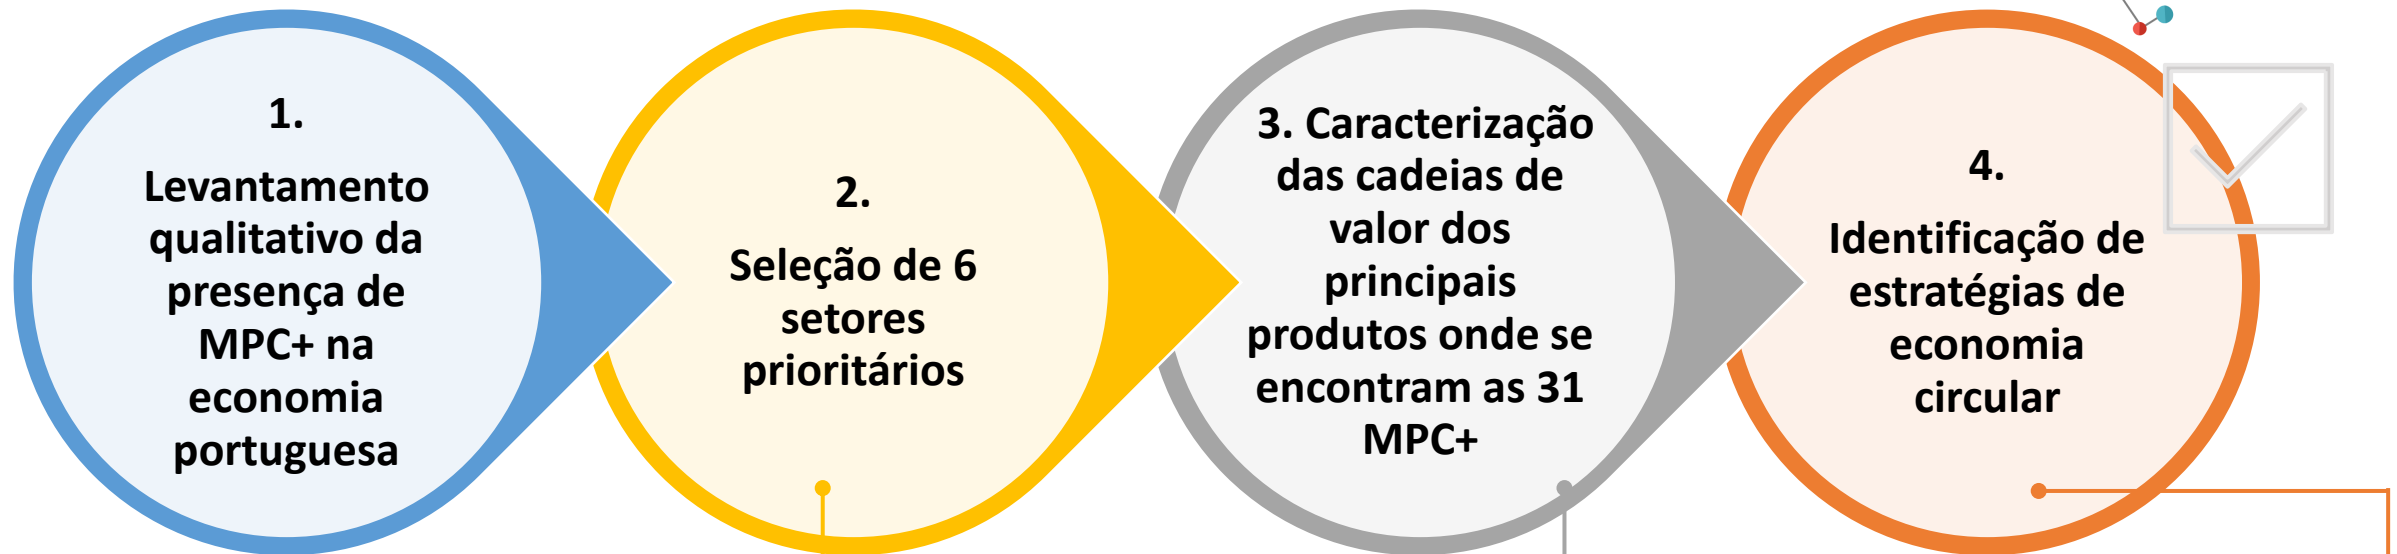 1.
Levantamento
qualitativo da
presença de
MPC+ na
economia
portuguesa
2.
Seleção de 6
setores
prioritários
3. Caracterização
das cadeias de
valor dos
principais
produtos onde se
encontram as 31
MPC+
4.
Identificação de
estratégias de
economia
circular